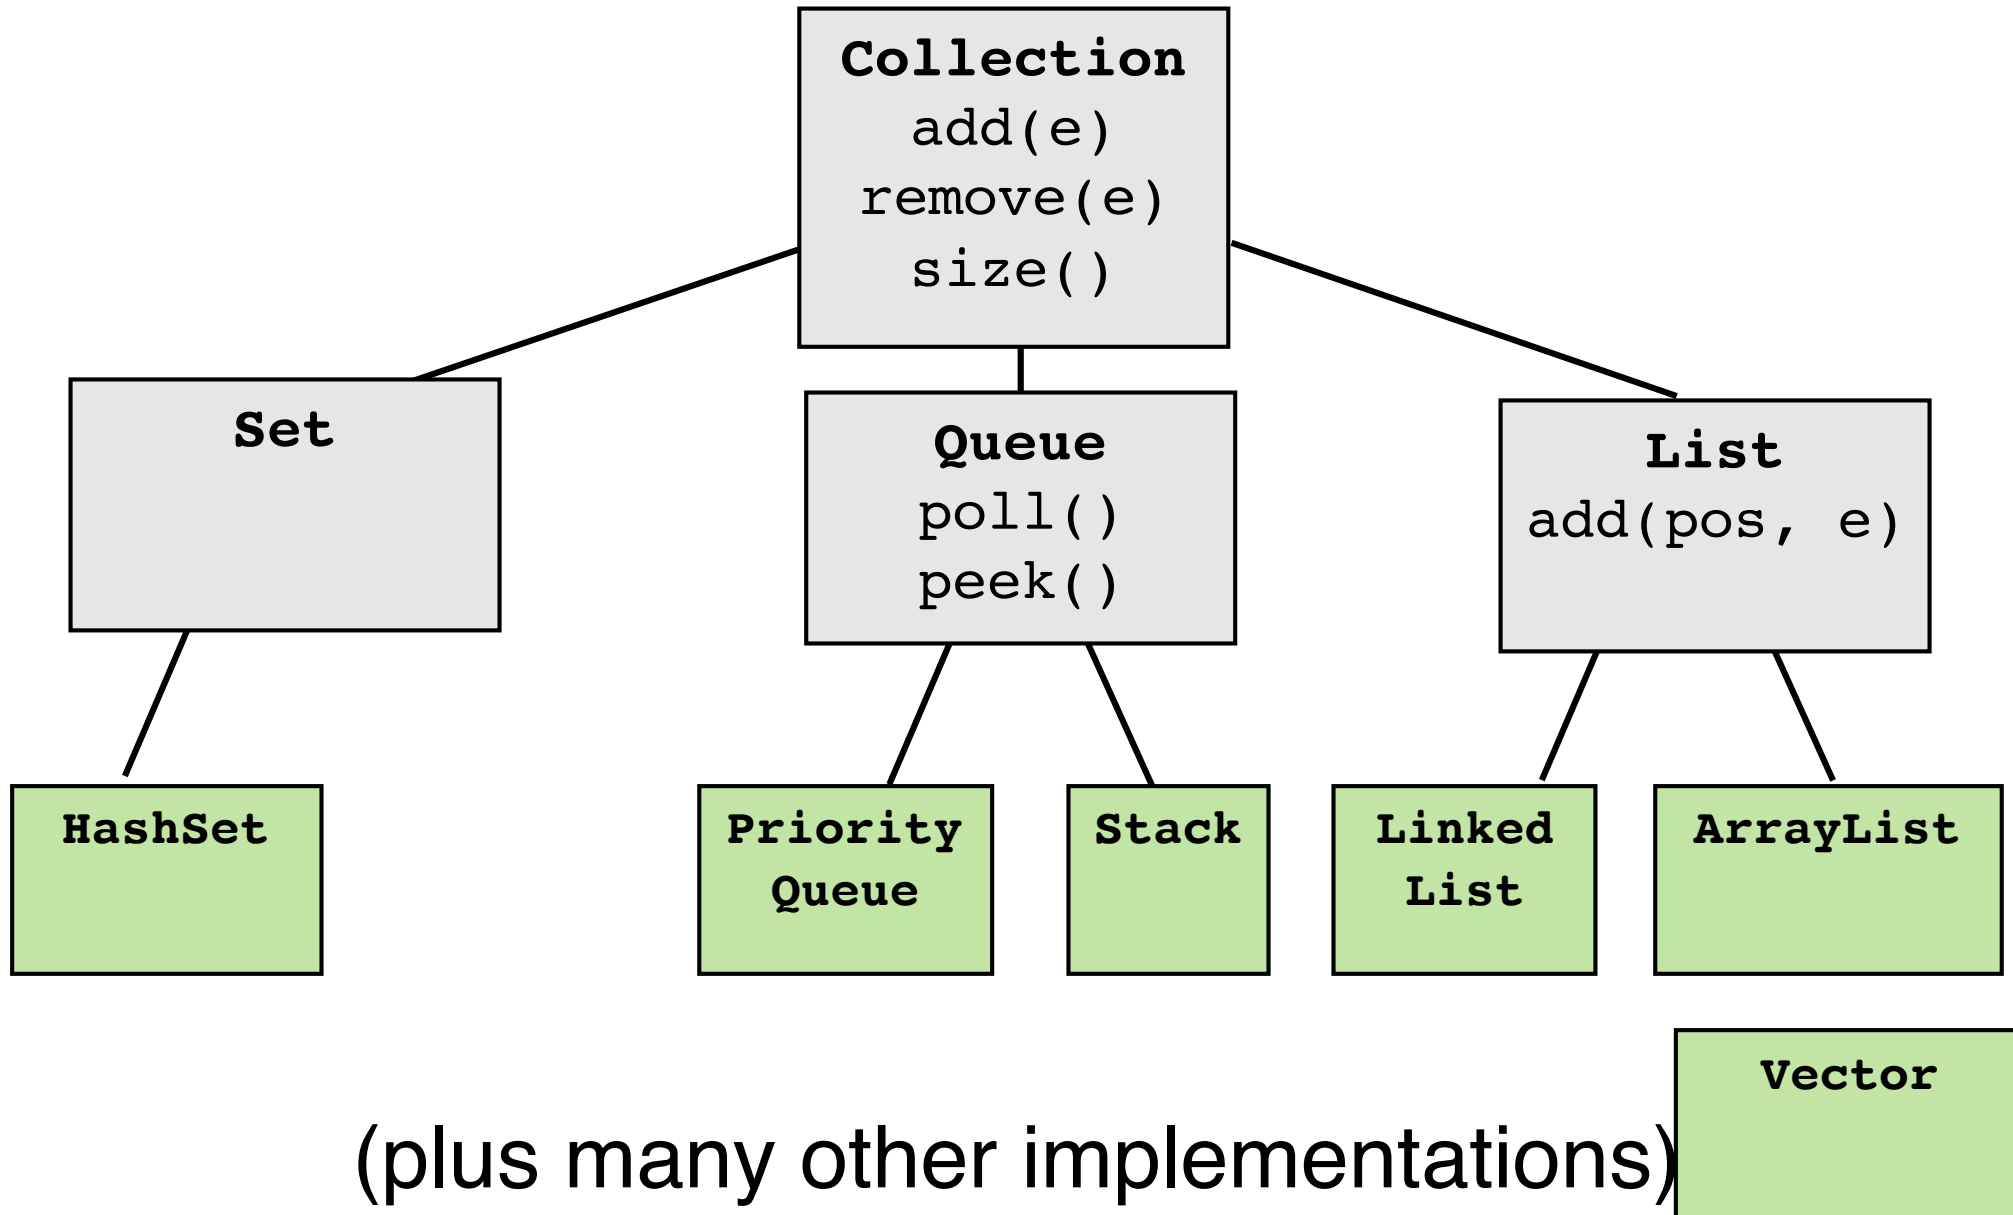 Collection
add(e)
remove(e)
size()
Set
Queue
poll()
peek()
List
add(pos, e)
HashSet
Priority
Queue
Stack
Linked
List
ArrayList
Vector
(plus many other implementations)